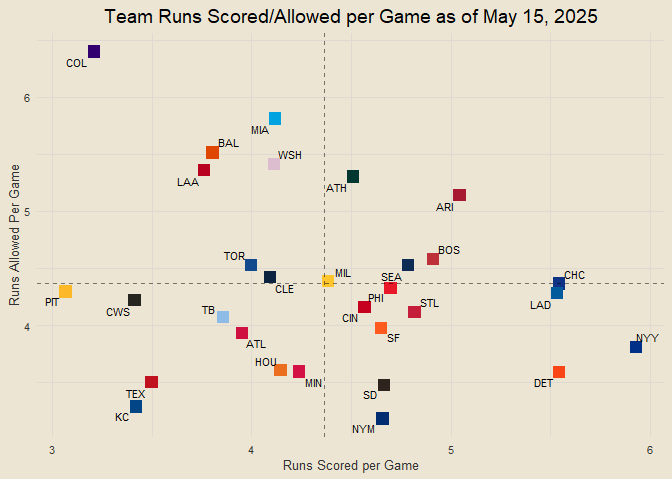 Team Runs Scored/Allowed per Game as of May 15, 2025
COL
6
MIA
BAL
WSH
LAA
ATH
ARI
5
BOS
TOR
SEA
MIL
CHC
CLE
PIT
PHI
LAD
CWS
TB
STL
CIN
4
SF
NYY
ATL
HOU
MIN
DET
TEX
SD
KC
NYM
Runs Allowed Per Game
3
4
5
6
Runs Scored per Game